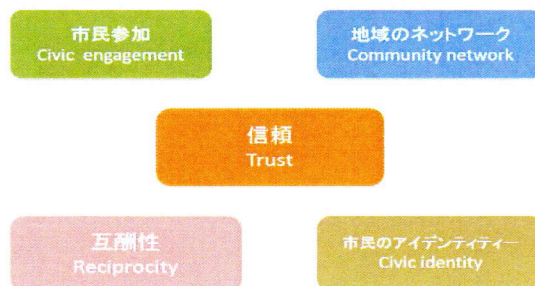 市民参加
Civic engagement
地域のネットワーク
Community network
信頼
Trust
互酬性
Reciprocity
市民のアイデンティティー
Civic identity